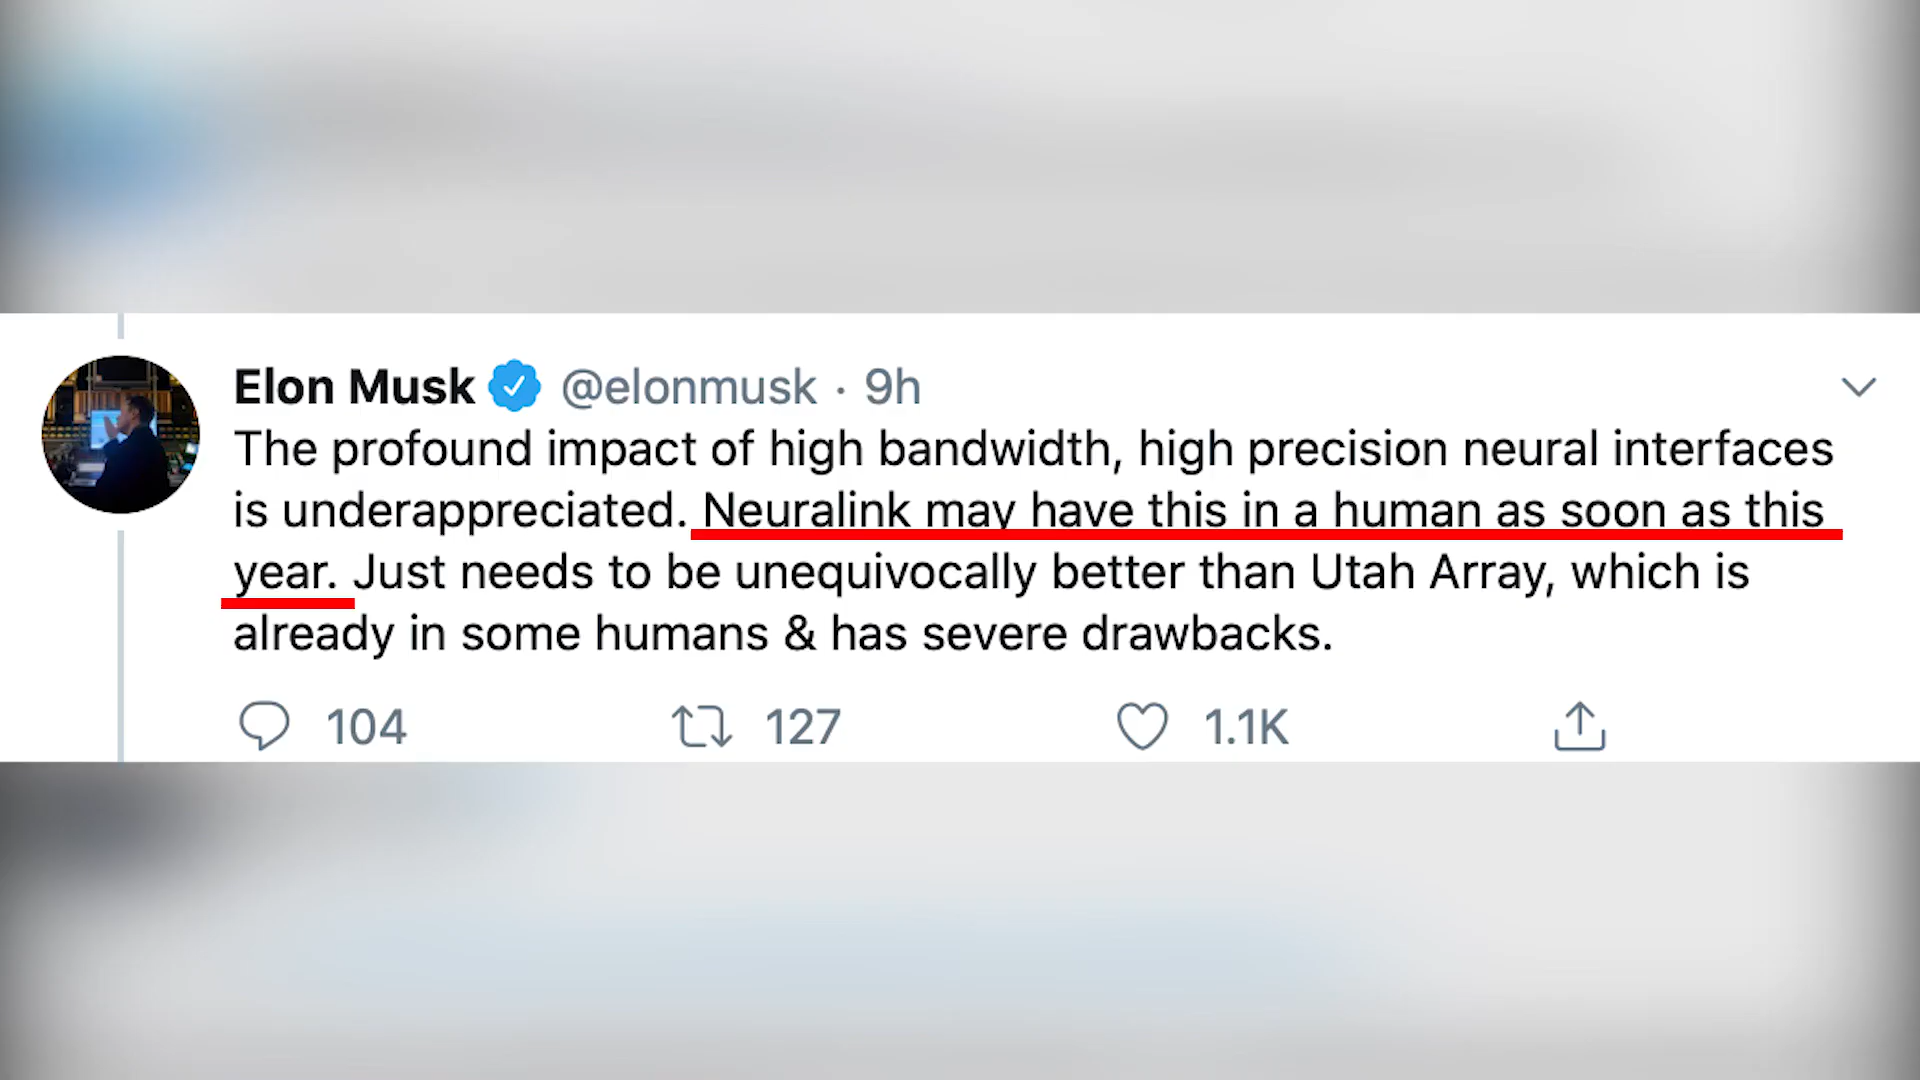 Elon Musk @elonmusk · 9h
The profound impact of high bandwidth, high precision neural interfaces
is underappreciated. Neuralink may have this in a human as soon as this
year. Just needs to be unequivocally better than Utah Array, which is
already in some humans & has severe drawbacks.
104 127 1.1K